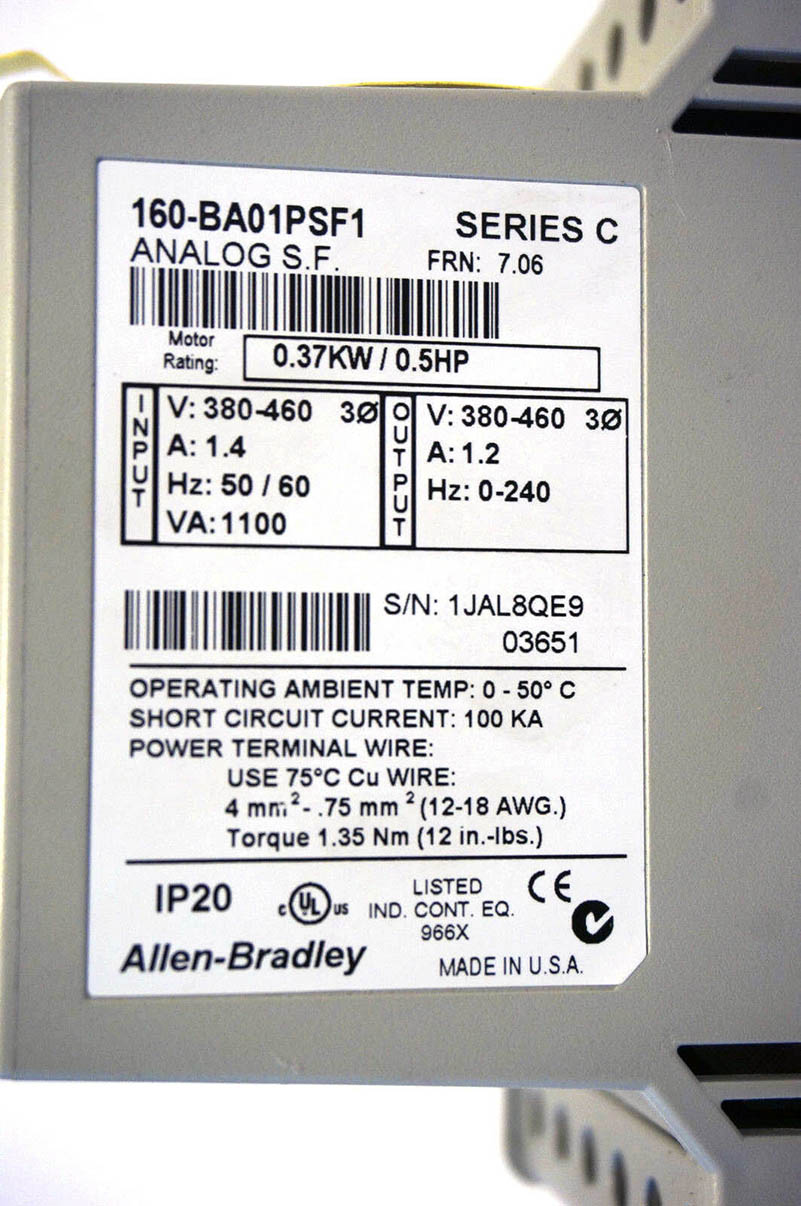 160-BA01PSF1 SERIES C
ANALOG S.F. FRN: 7.06
Motor
Rating: 0.37KW / 0.5HP
INPUT
V: 380-460 3Ø
A: 1.4
Hz: 50 / 60
VA: 1100
OUTPUT
V: 380-460 3Ø
A: 1.2
Hz: 0-240
S/N: 1JAL8QE9
03651
OPERATING AMBIENT TEMP: 0 - 50° C
SHORT CIRCUIT CURRENT: 100 KA
POWER TERMINAL WIRE:
USE 75°C Cu WIRE:
4 mm² - .75 mm² (12-18 AWG.)
Torque 1.35 Nm (12 in.-lbs.)
IP20
c UL us
LISTED
IND. CONT. EQ.
966X
CE
Allen-Bradley
MADE IN U.S.A.